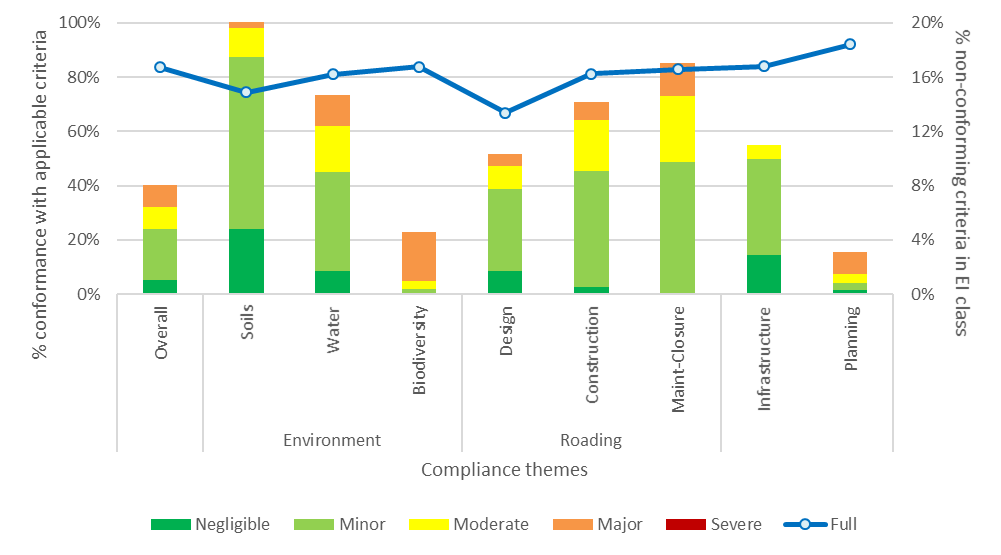 % conformance with applicable criteria
100%
80%
60%
40%
20%
0%
20%
16%
12%
8%
4%
0%
% non-conforming criteria in EI class
Overall
Soils
Water
Biodiversity
Design
Construction
Maint-Closure
Infrastructure
Planning
Environment
Roading
Compliance themes
Negligible
Minor
Moderate
Major
Severe
Full